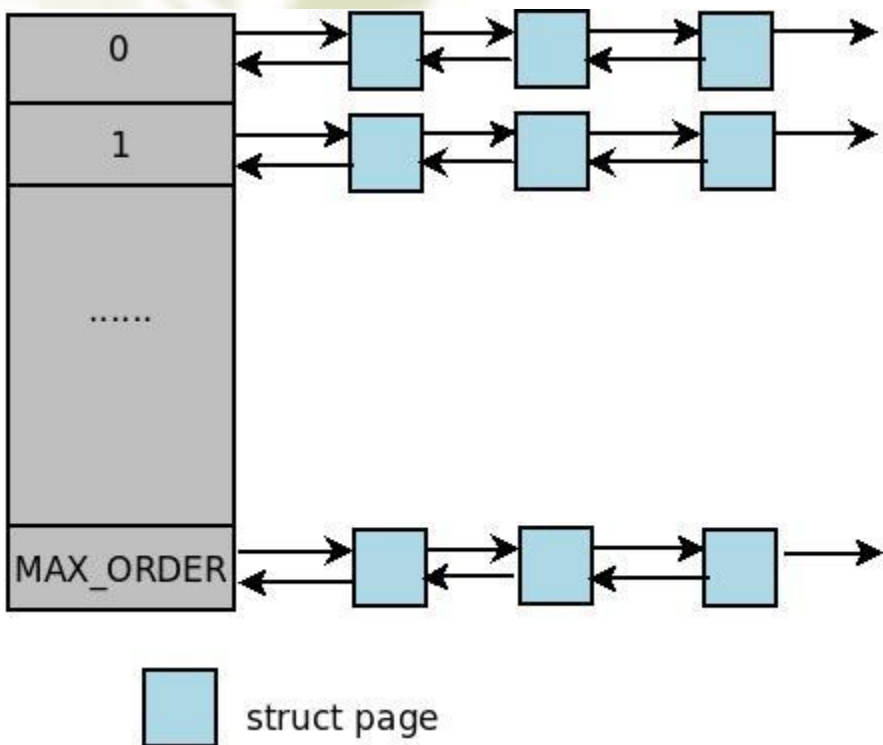 0
1
......
MAX_ORDER
struct page